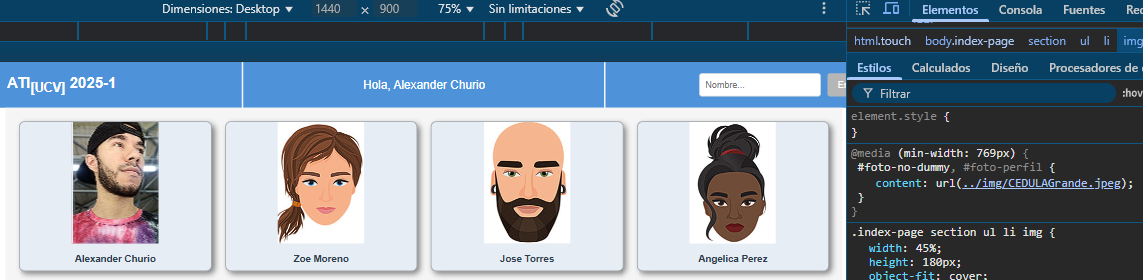 Dimensiones: Desktop ▼ 1440 × 900 75% ▼ Sin limitaciones ▼
Elementos Consola Fuentes Rec
html.touch body.index-page section ul li img
Estilos Calculados Diseño Procesadores de e
Filtrar :hov
element.style {
}
@media (min-width: 769px) {
#foto-no-dummy, #foto-perfil {
content: url(../img/CEDULAGrande.jpeg);
}
}
.index-page section ul li img {
width: 45%;
height: 180px;
object-fit: cover;
ATI[UCV] 2025-1
Hola, Alexander Churio
Nombre...
Alexander Churio
Zoe Moreno
Jose Torres
Angelica Perez